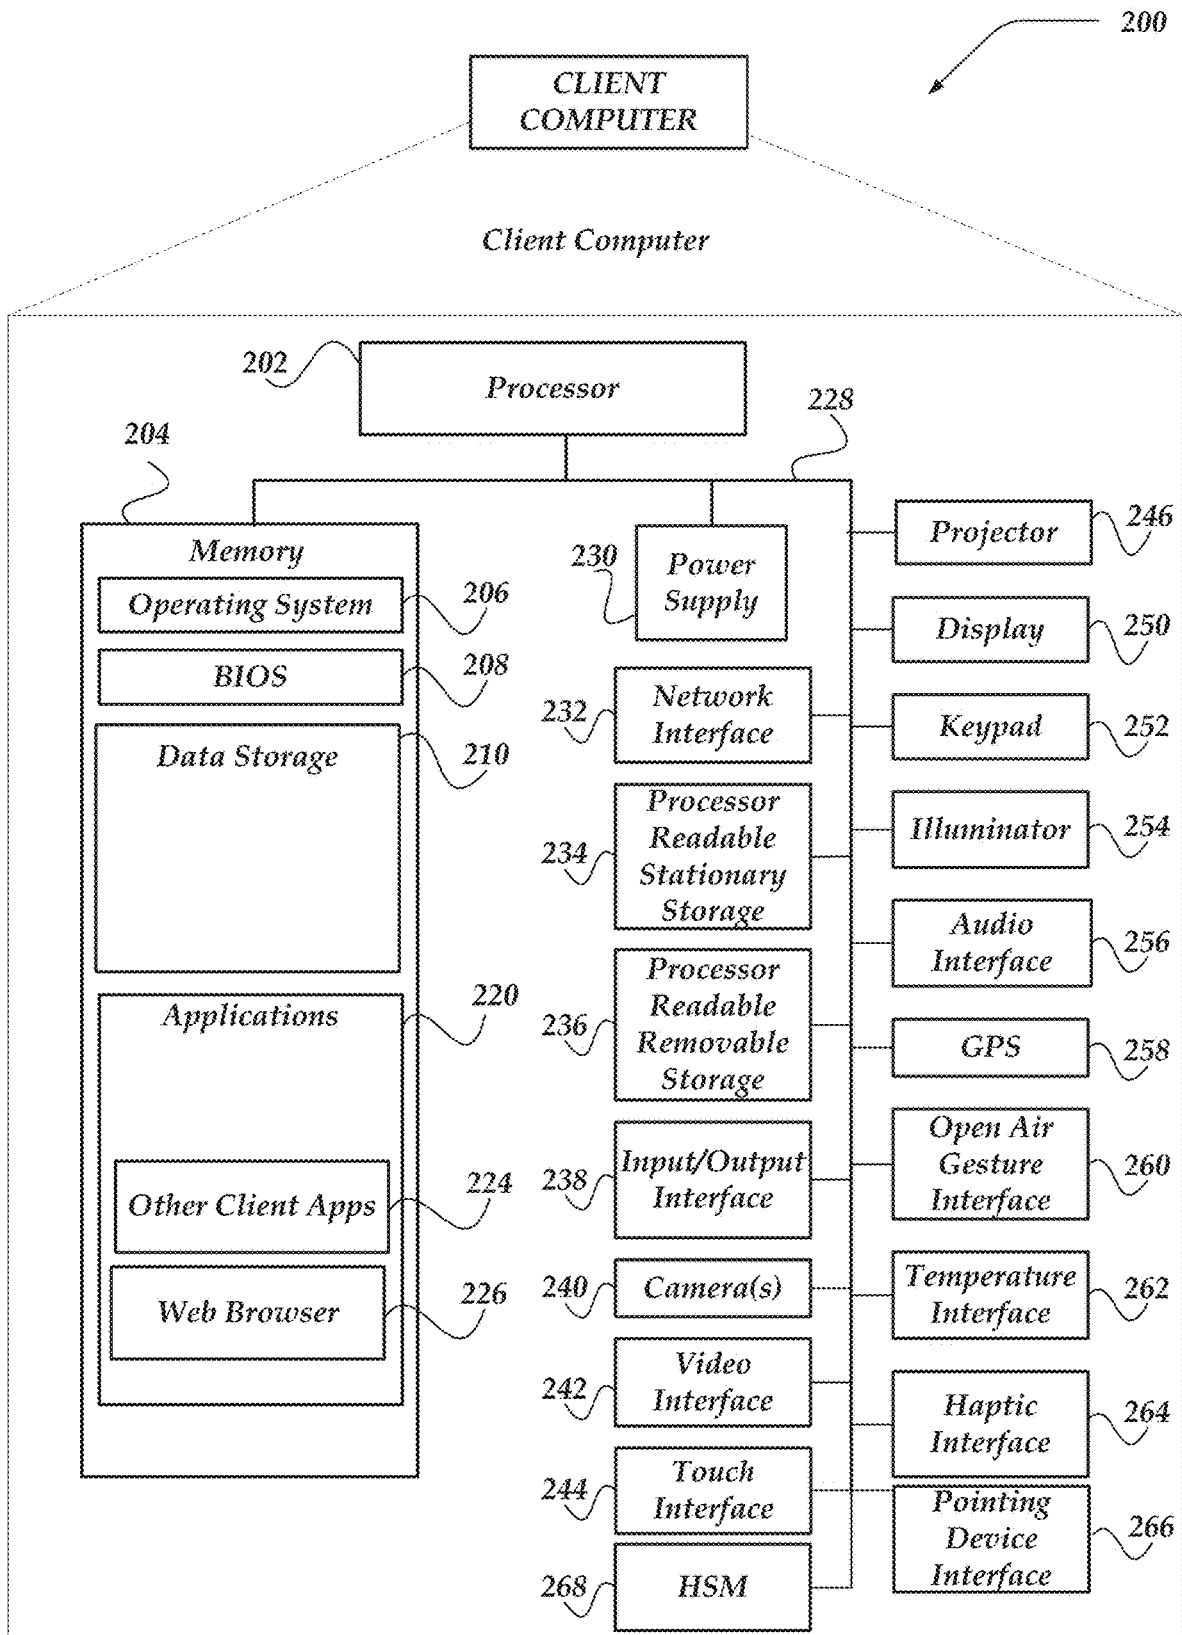 200
CLIENT
COMPUTER
Client Computer
202
Processor
228
204
Memory
Operating System
206
BIOS
208
Data Storage
210
Applications
220
Other Client Apps
224
Web Browser
226
230
Power
Supply
232
Network
Interface
234
Processor
Readable
Stationary
Storage
236
Processor
Readable
Removable
Storage
238
Input/Output
Interface
240
Camera(s)
242
Video
Interface
244
Touch
Interface
268
HSM
Projector
246
Display
250
Keypad
252
Illuminator
254
Audio
Interface
256
GPS
258
Open Air
Gesture
Interface
260
Temperature
Interface
262
Haptic
Interface
264
Pointing
Device
Interface
266